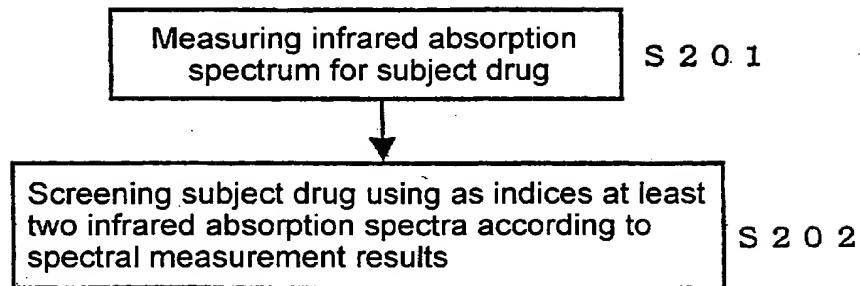 Measuring infrared absorption
spectrum for subject drug
S 2 0 1
Screening subject drug using as indices at least
two infrared absorption spectra according to
spectral measurement results
S 2 0 2